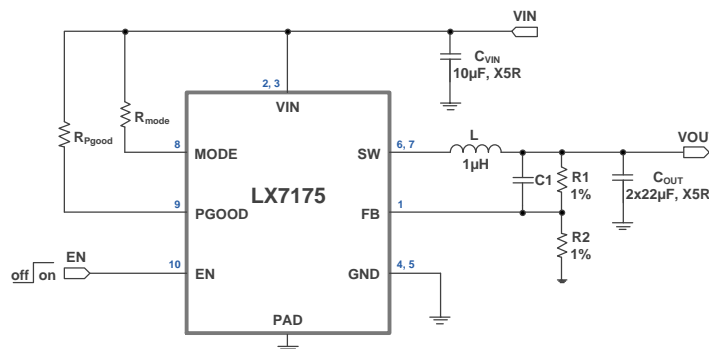 VIN
CVIN
10µF, X5R
2, 3
VIN
RPgood
Rmode
8
MODE
SW
6, 7
L
1µH
VOU
C1
R1
1%
COUT
2x22µF, X5R
LX7175
9
PGOOD
FB
1
R2
1%
off on
EN
10
EN
GND
4, 5
PAD